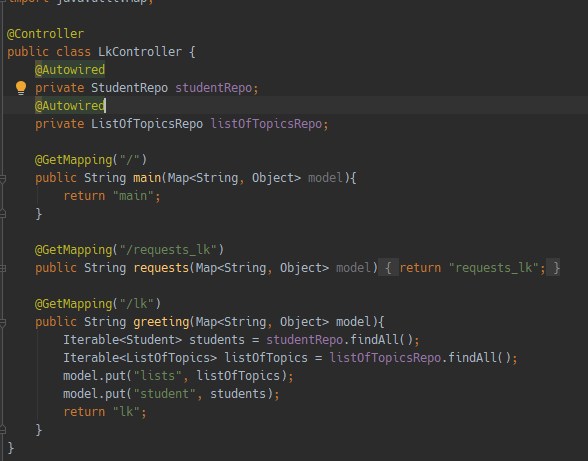 import java.util.Map;
@Controller
public class LkController {
    @Autowired
    private StudentRepo studentRepo;
    @Autowired
    private ListOfTopicsRepo listOfTopicsRepo;

    @GetMapping("/")
    public String main(Map<String, Object> model){
        return "main";
    }

    @GetMapping("/requests_lk")
    public String requests(Map<String, Object> model) { return "requests_lk"; }

    @GetMapping("/lk")
    public String greeting(Map<String, Object> model){
        Iterable<Student> students = studentRepo.findAll();
        Iterable<ListOfTopics> listOfTopics = listOfTopicsRepo.findAll();
        model.put("lists", listOfTopics);
        model.put("student", students);
        return "lk";
    }
}